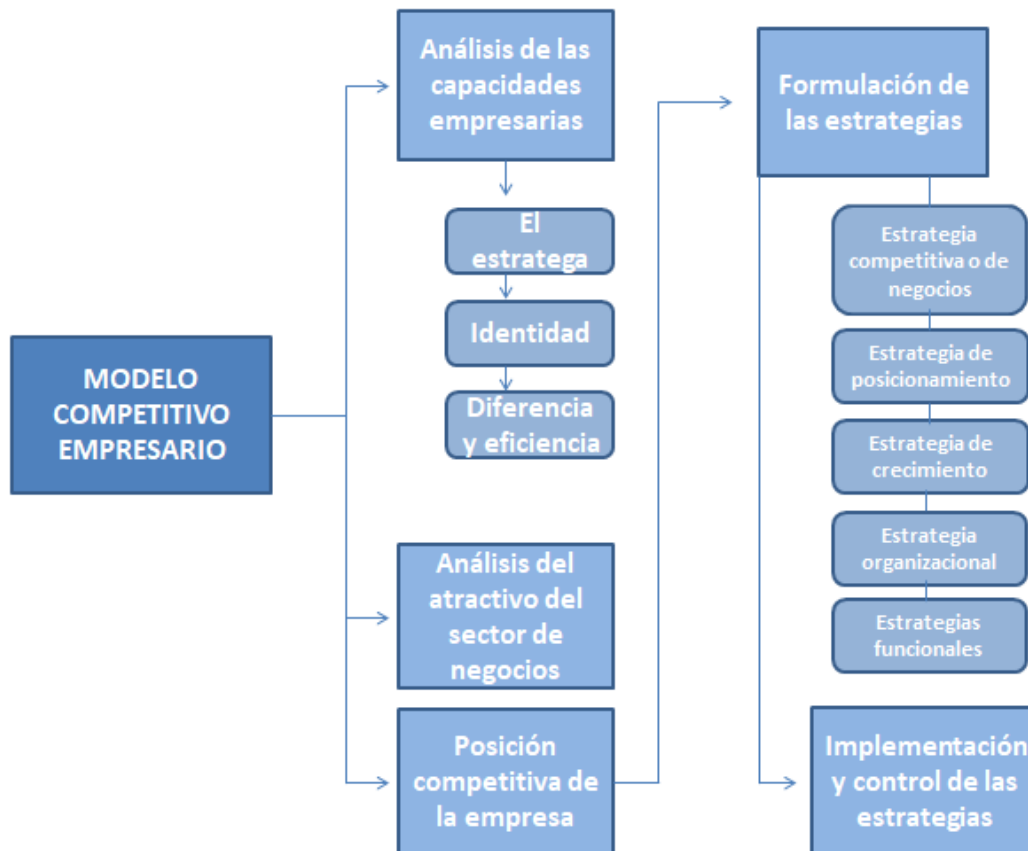 MODELO
COMPETITIVO
EMPRESARIO
Análisis de las
capacidades
empresarias
El
estratega
Identidad
Diferencia
y eficiencia
Análisis del
atractivo del
sector de
negocios
Posición
competitiva de
la empresa
Formulación de
las estrategias
Estrategia
competitiva o de
negocios
Estrategia de
posicionamiento
Estrategia de
crecimiento
Estrategia
organizacional
Estrategias
funcionales
Implementación
y control de las
estrategias